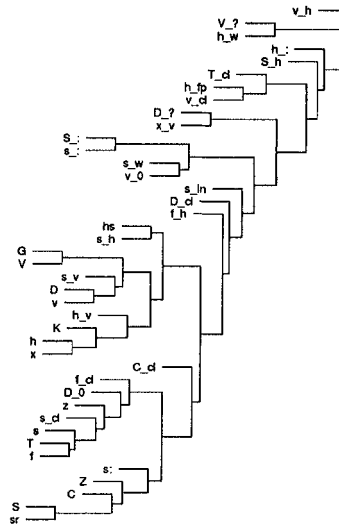 v_h
V_?
h_w
h_:
S_h
T_cl
h_fp
v_cl
D_?
x_v
S_:
s_:
s_w
v_0
s_ln
D_cl
f_h
hs
s_h
G
V
s_v
D
v
h_v
K
h
x
C_cl
f_cl
D_0
z
s_cl
s
T
f
s:
Z
C
S
sr